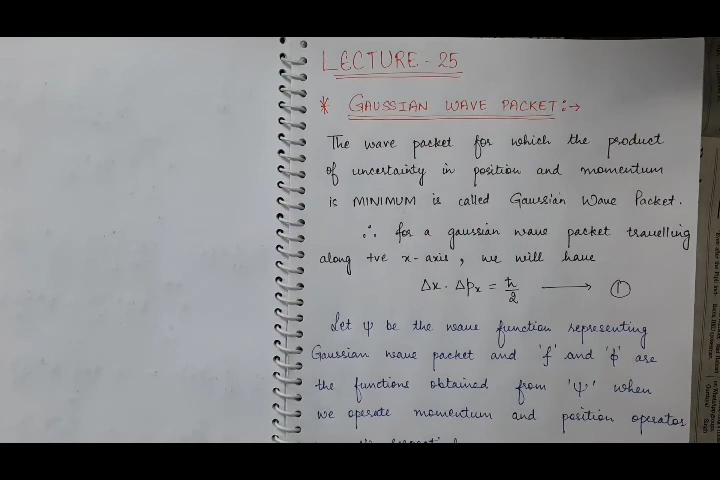 LECTURE - 25
* GAUSSIAN WAVE PACKET :→
The wave packet for which the product
of uncertainty in position and momentum
is MINIMUM is called Gaussian Wave Packet.
∴ for a gaussian wave packet travelling
along +ve x-axis, we will have
Δx · Δpx = ħ/2 ⟶ ①
Let ψ be the wave function representing
Gaussian wave packet and 'f' and 'ϕ' are
the functions obtained from 'ψ' when
we operate momentum and position operator